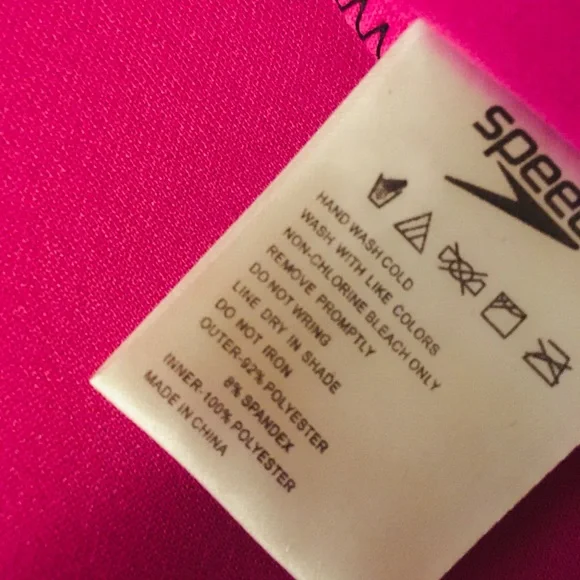 speed
HAND WASH COLD
WASH WITH LIKE COLORS
NON-CHLORINE BLEACH ONLY
REMOVE PROMPTLY
DO NOT WRING
LINE DRY IN SHADE
DO NOT IRON
OUTER-92% POLYESTER
8% SPANDEX
INNER-100% POLYESTER
MADE IN CHINA